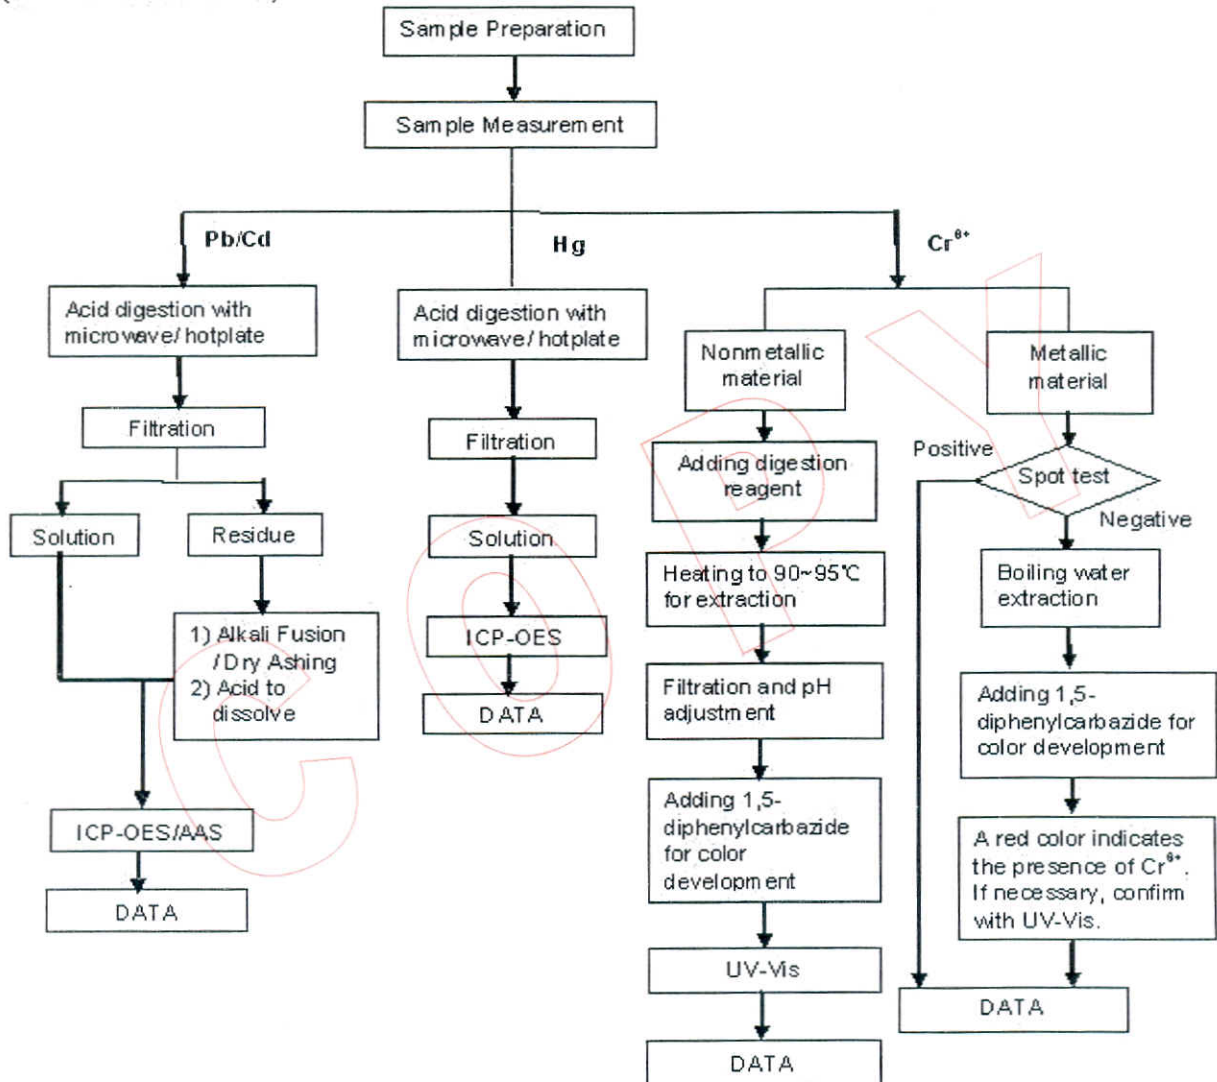 Sample Preparation
Sample Measurement
Pb/Cd
Hg
Cr⁶⁺
Acid digestion with
microwave/ hotplate
Filtration
Solution
Residue
1) Alkali Fusion
/Dry Ashing
2) Acid to
dissolve
ICP-OES/AAS
DATA
Acid digestion with
microwave/ hotplate
Filtration
Solution
ICP-OES
DATA
Nonmetallic
material
Adding digestion
reagent
Heating to 90~95℃
for extraction
Filtration and pH
adjustment
Adding 1,5-
diphenylcarbazide
for color
development
UV-Vis
DATA
Metallic
material
Positive
Spot test
Negative
Boiling water
extraction
Adding 1,5-
diphenylcarbazide for
color development
A red color indicates
the presence of Cr⁶⁺.
If necessary, confirm
with UV-Vis.
DATA
COPY